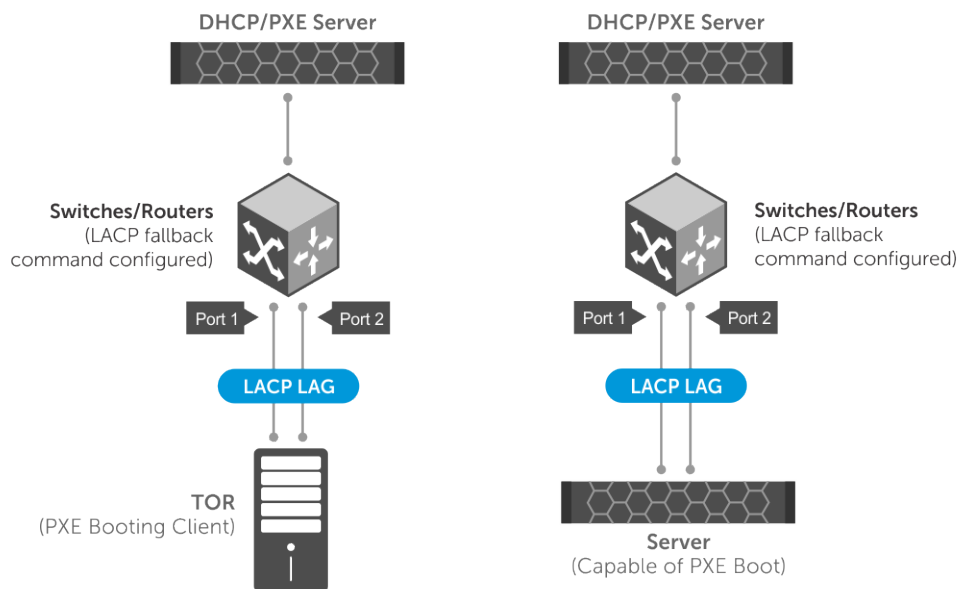 DHCP/PXE Server
Switches/Routers
(LACP fallback
command configured)
Port 1
Port 2
LACP LAG
TOR
(PXE Booting Client)
DHCP/PXE Server
Switches/Routers
(LACP fallback
command configured)
Port 1
Port 2
LACP LAG
Server
(Capable of PXE Boot)